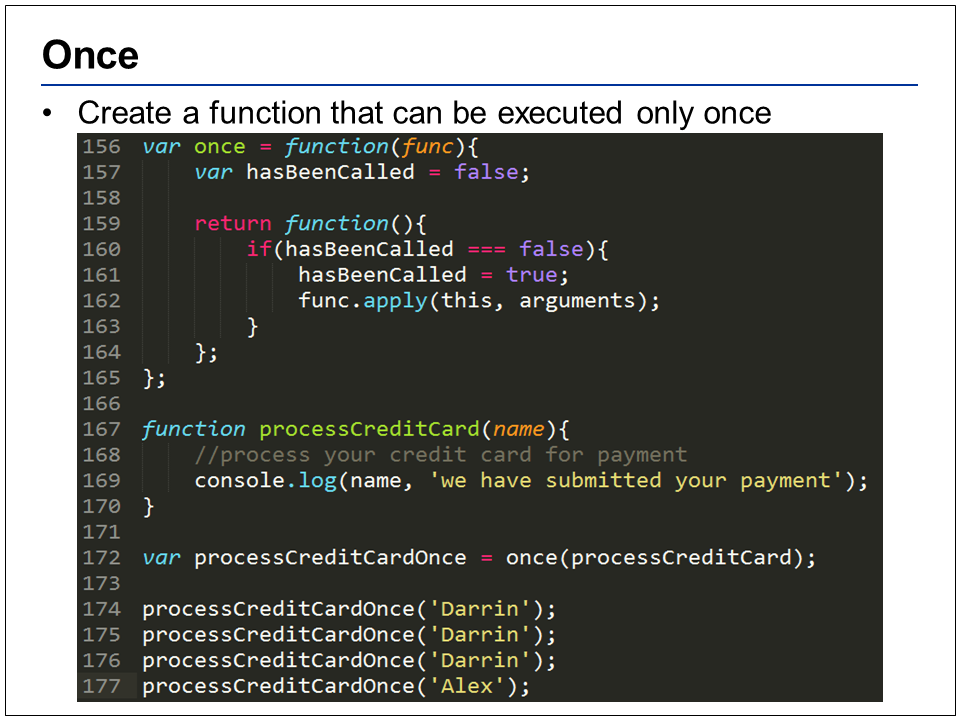 Once
• Create a function that can be executed only once
156 var once = function(func){
157     var hasBeenCalled = false;
158
159     return function(){
160         if(hasBeenCalled === false){
161             hasBeenCalled = true;
162             func.apply(this, arguments);
163         }
164     };
165 };
166
167 function processCreditCard(name){
168     //process your credit card for payment
169     console.log(name, 'we have submitted your payment');
170 }
171
172 var processCreditCardOnce = once(processCreditCard);
173
174 processCreditCardOnce('Darrin');
175 processCreditCardOnce('Darrin');
176 processCreditCardOnce('Darrin');
177 processCreditCardOnce('Alex');